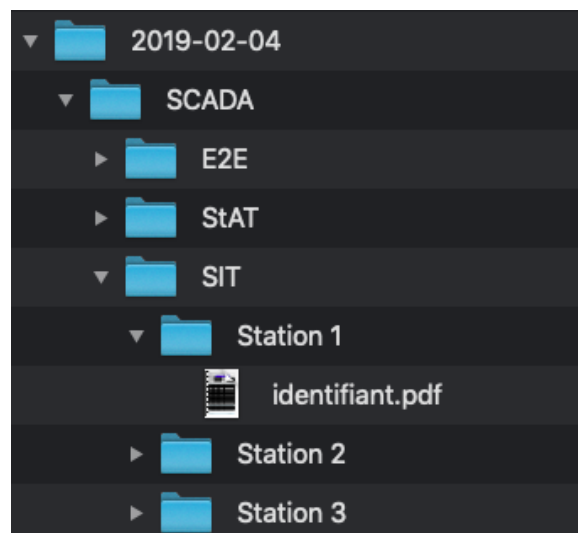 2019-02-04
SCADA
E2E
StAT
SIT
Station 1
identifiant.pdf
Station 2
Station 3